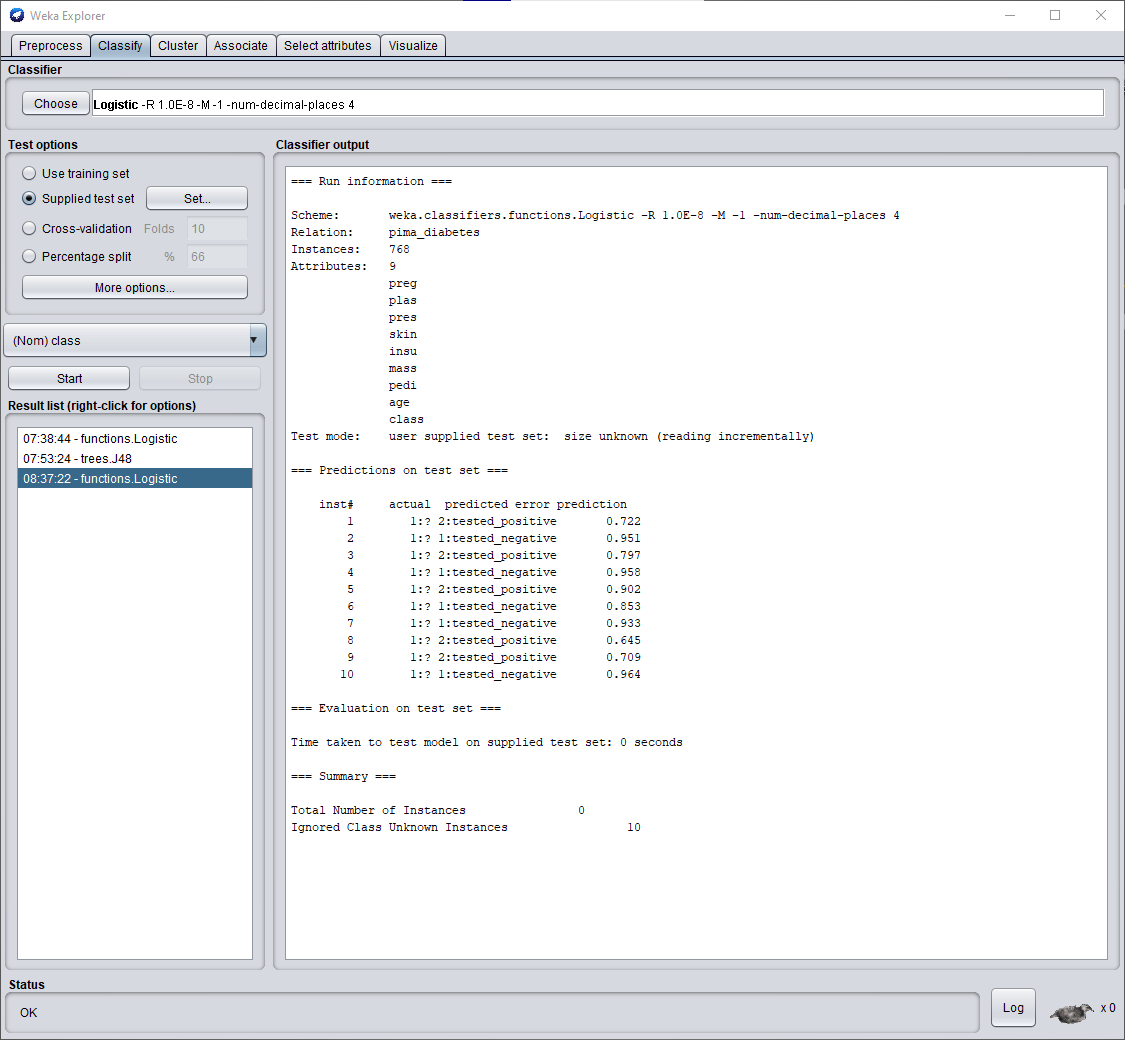 Weka Explorer
Preprocess Classify Cluster Associate Select attributes Visualize
Classifier
Choose Logistic -R 1.0E-8 -M -1 -num-decimal-places 4
Test options
Use training set
Supplied test set Set...
Cross-validation Folds 10
Percentage split % 66
More options...
(Nom) class
Start Stop
Result list (right-click for options)
07:38:44 - functions.Logistic
07:53:24 - trees.J48
08:37:22 - functions.Logistic
Classifier output
=== Run information ===
Scheme: weka.classifiers.functions.Logistic -R 1.0E-8 -M -1 -num-decimal-places 4
Relation: pima_diabetes
Instances: 768
Attributes: 9
preg
plas
pres
skin
insu
mass
pedi
age
class
Test mode: user supplied test set: size unknown (reading incrementally)
=== Predictions on test set ===
inst# actual predicted error prediction
1 1:? 2:tested_positive 0.722
2 1:? 1:tested_negative 0.951
3 1:? 2:tested_positive 0.797
4 1:? 1:tested_negative 0.958
5 1:? 2:tested_positive 0.902
6 1:? 1:tested_negative 0.853
7 1:? 1:tested_negative 0.933
8 1:? 2:tested_positive 0.645
9 1:? 2:tested_positive 0.709
10 1:? 1:tested_negative 0.964
=== Evaluation on test set ===
Time taken to test model on supplied test set: 0 seconds
=== Summary ===
Total Number of Instances 0
Ignored Class Unknown Instances 10
Status
OK
Log
x 0